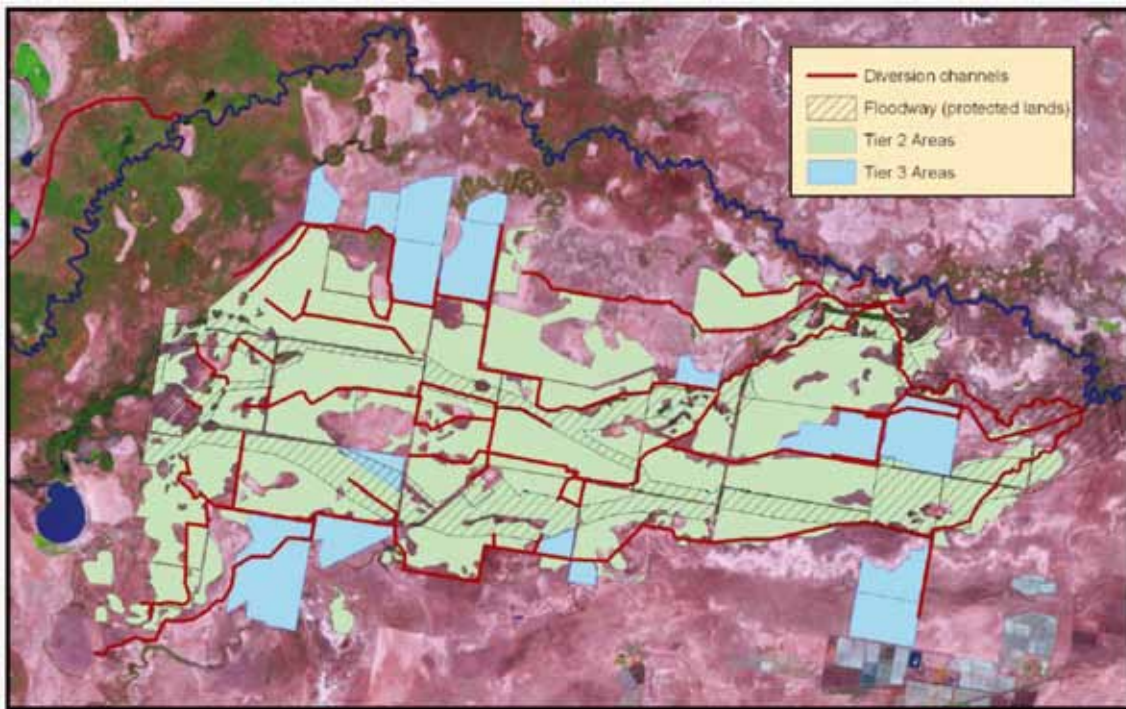 Diversion channels
Floodway (protected lands)
Tier 2 Areas
Tier 3 Areas